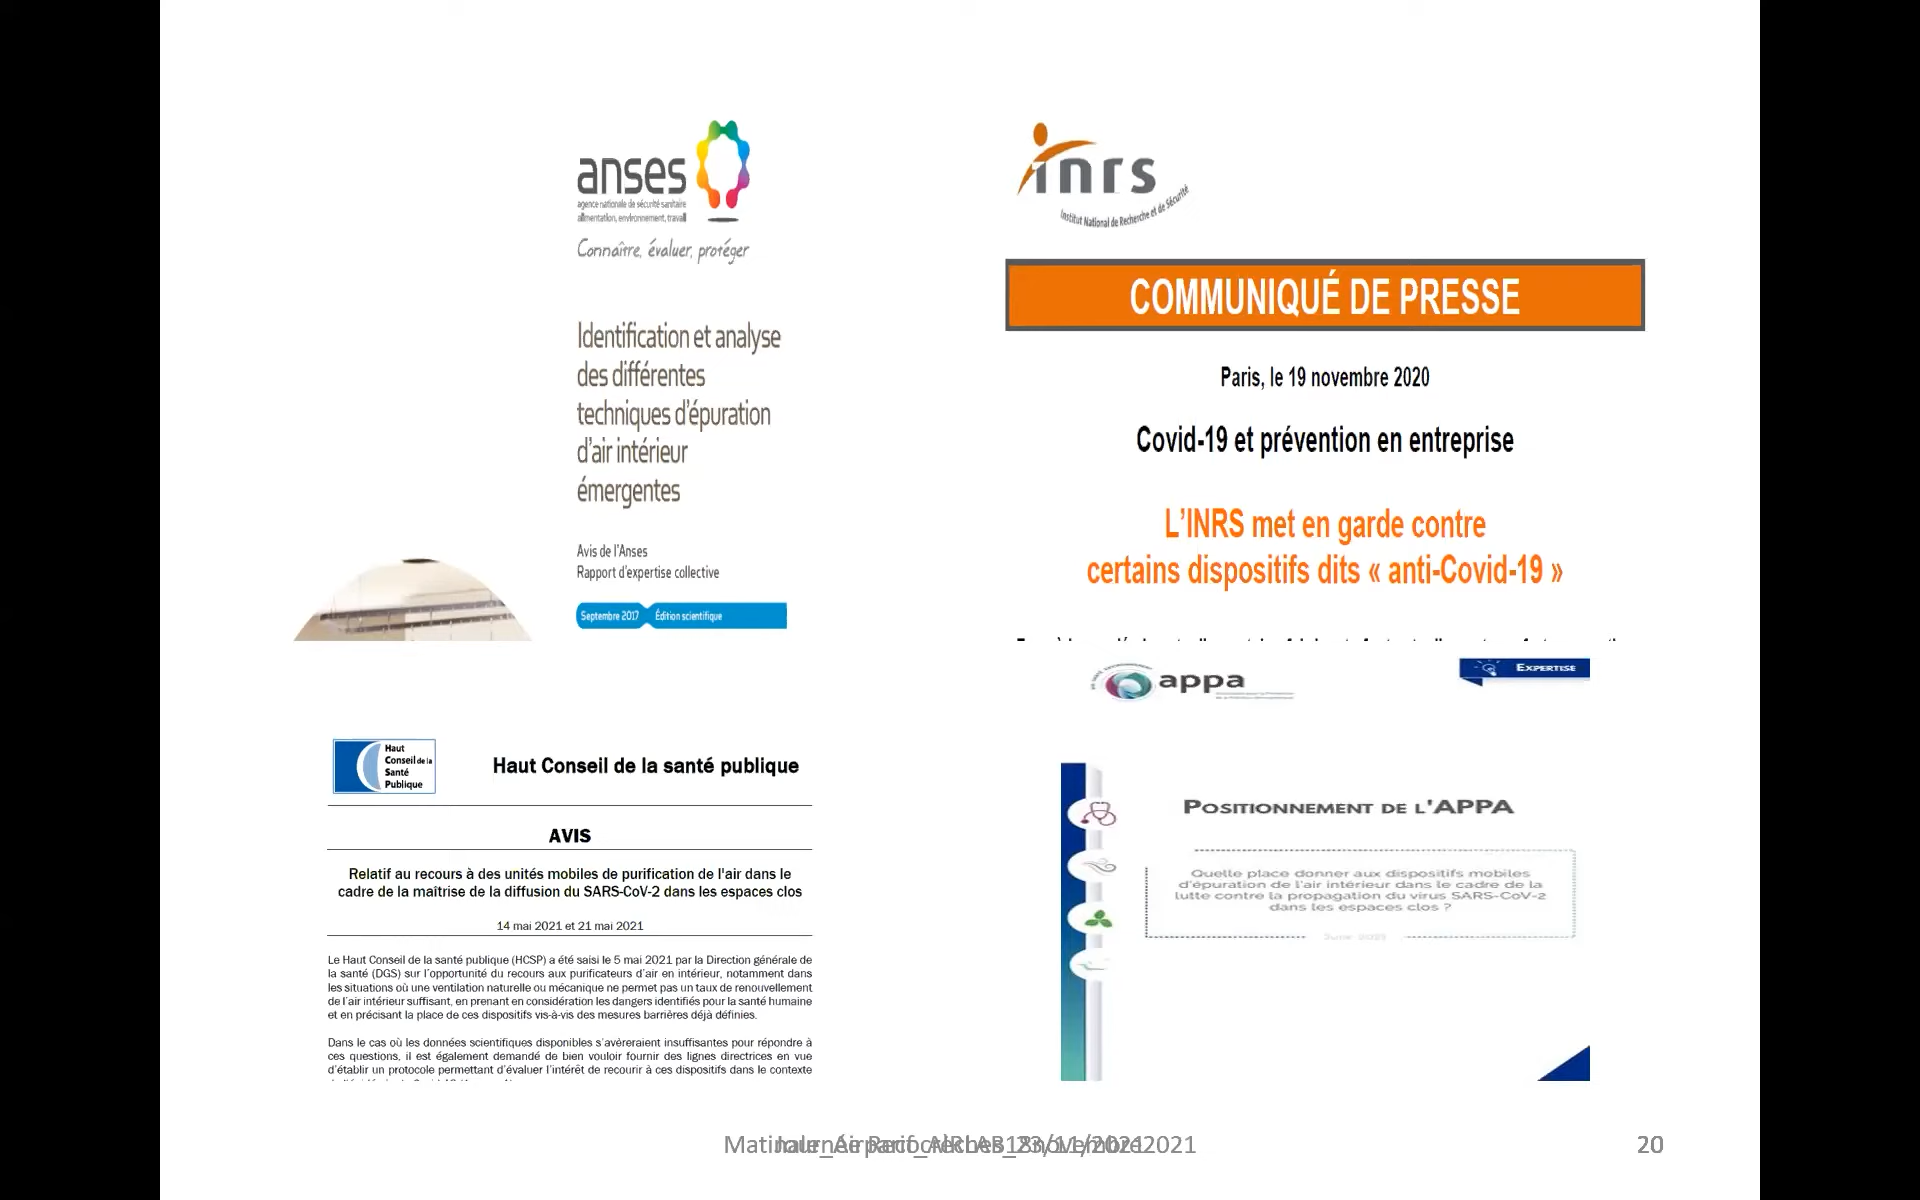 anses
agence nationale de sécurité sanitaire
alimentation, environnement, travail
Connaître, évaluer, protéger
Identification et analyse
des différentes
techniques d'épuration
d'air intérieur
émergentes
Avis de l'Anses
Rapport d'expertise collective
Septembre 2017 Édition scientifique
inrs
Institut National de Recherche et de Sécurité
COMMUNIQUÉ DE PRESSE
Paris, le 19 novembre 2020
Covid-19 et prévention en entreprise
L'INRS met en garde contre
certains dispositifs dits « anti-Covid-19 »
Haut
Conseil de la
Santé
Publique
Haut Conseil de la santé publique
AVIS
Relatif au recours à des unités mobiles de purification de l'air dans le
cadre de la maîtrise de la diffusion du SARS-CoV-2 dans les espaces clos
14 mai 2021 et 21 mai 2021
Le Haut Conseil de la santé publique (HCSP) a été saisi le 5 mai 2021 par la Direction générale de
la santé (DGS) sur l'opportunité du recours aux purificateurs d'air en intérieur, notamment dans
les situations où une ventilation naturelle ou mécanique ne permet pas un taux de renouvellement
de l'air intérieur suffisant, en prenant en considération les dangers identifiés pour la santé humaine
et en précisant la place de ces dispositifs vis-à-vis des mesures barrières déjà définies.
Dans le cas où les données scientifiques disponibles s'avèreraient insuffisantes pour répondre à
ces questions, il est également demandé de bien vouloir fournir des lignes directrices en vue
d'établir un protocole permettant d'évaluer l'intérêt de recourir à ces dispositifs dans le contexte
appa
EXPERTISE
POSITIONNEMENT DE L'APPA
Quelle place donner aux dispositifs mobiles
d'épuration de l'air intérieur dans le cadre de la
lutte contre la propagation du virus SARS-CoV-2
dans les espaces clos ?
20